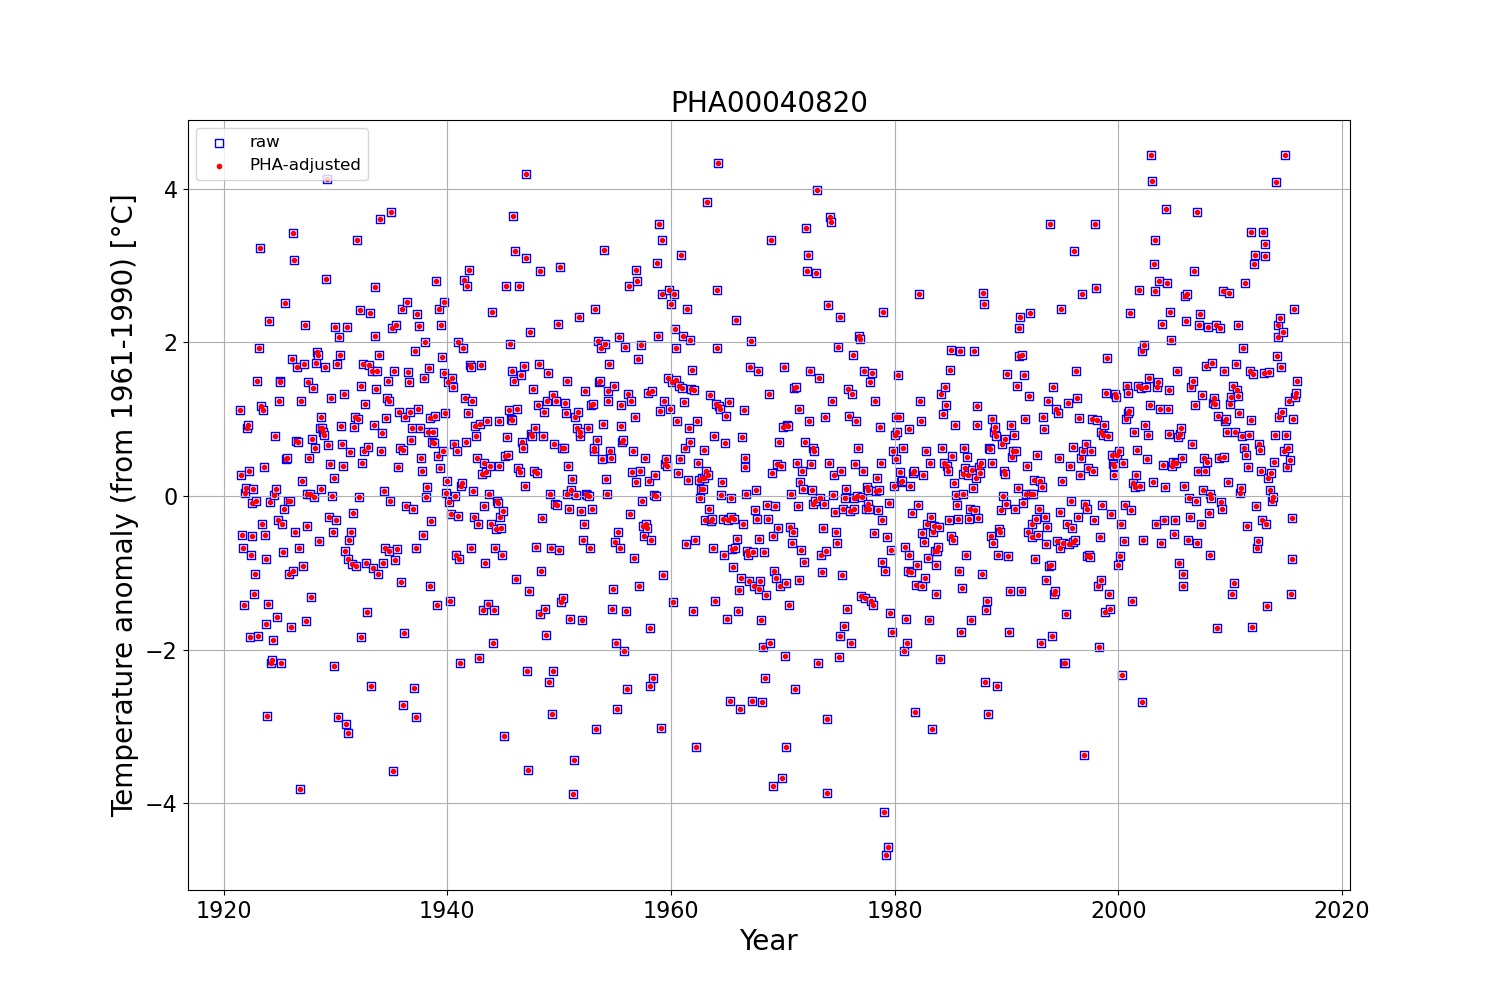 PHA00040820
raw
PHA-adjusted
Temperature anomaly (from 1961-1990) [°C]
4
2
0
−2
−4
1920 1940 1960 1980 2000 2020
Year